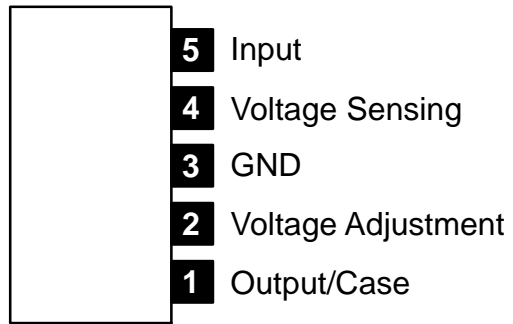 5 Input
4 Voltage Sensing
3 GND
2 Voltage Adjustment
1 Output/Case